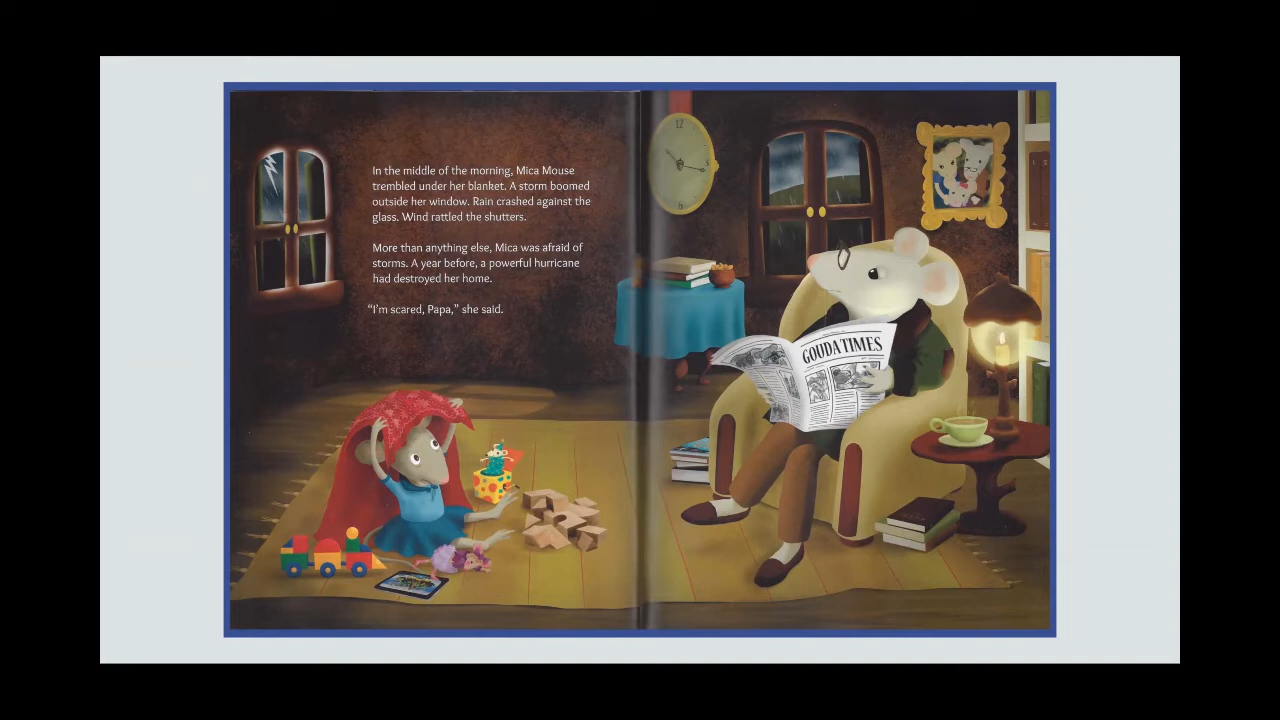 In the middle of the morning, Mica Mouse
trembled under her blanket. A storm boomed
outside her window. Rain crashed against the
glass. Wind rattled the shutters.
More than anything else, Mica was afraid of
storms. A year before, a powerful hurricane
had destroyed her home.
“I’m scared, Papa,” she said.
12
GOUDA TIMES